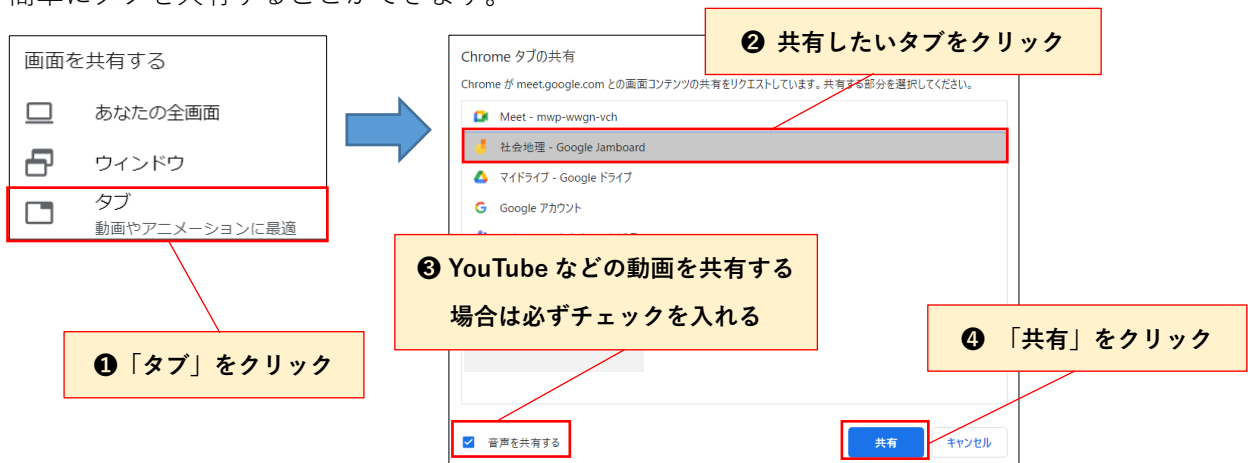 画面を共有する
あなたの全画面
ウィンドウ
タブ
動画やアニメーションに最適
❶「タブ」をクリック
Chrome タブの共有
Chrome が meet.google.com との画面コンテンツの共有をリクエストしています。共有する部分を選択してください。
❷ 共有したいタブをクリック
Meet - mwp-wwgn-vch
社会地理 - Google Jamboard
マイドライブ - Google ドライブ
Google アカウント
❸ YouTube などの動画を共有する
場合は必ずチェックを入れる
❹ 「共有」をクリック
音声を共有する
共有
キャンセル